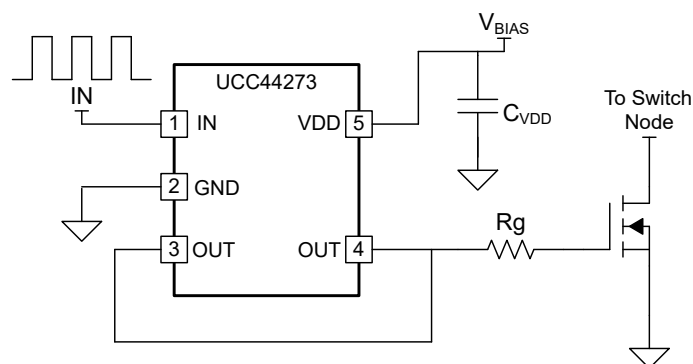 V_BIAS
UCC44273
IN
1 IN
VDD 5
C_VDD
To Switch
Node
2 GND
3 OUT
OUT 4
Rg